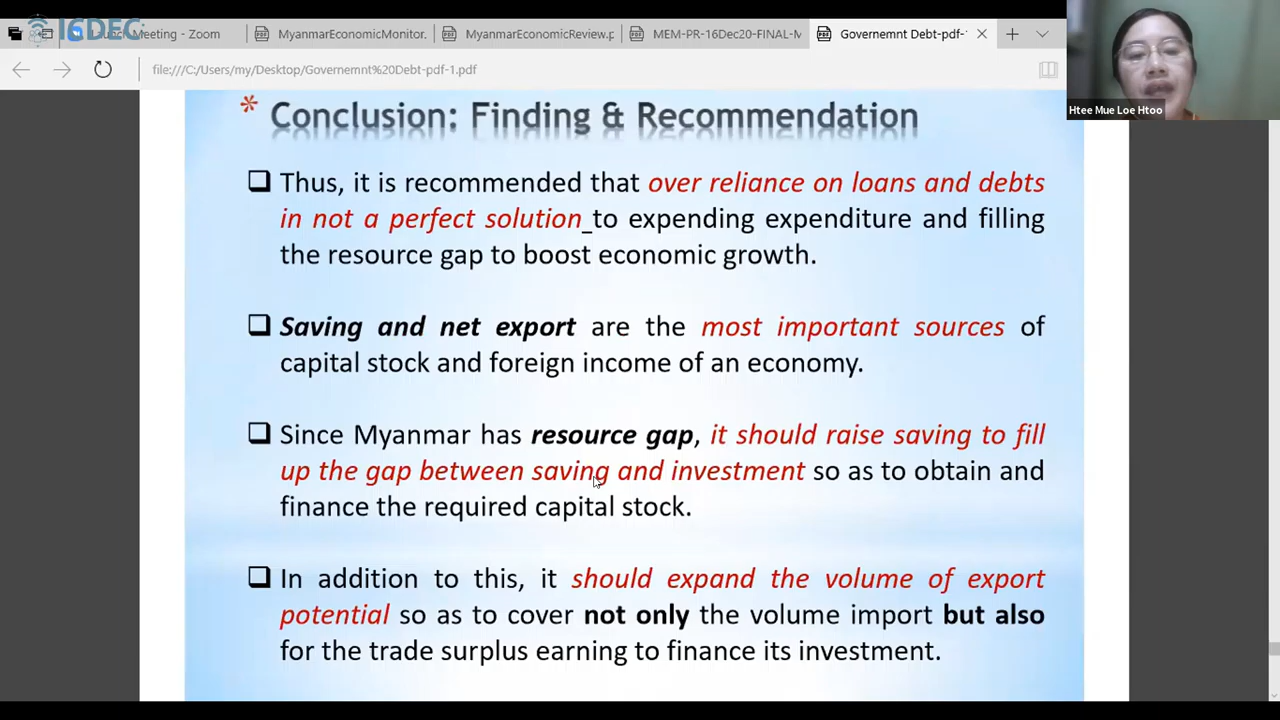 16DEC
Meeting - Zoom
MyanmarEconomicMonitor.
MyanmarEconomicReview.p
MEM-PR-16Dec20-FINAL-M
Governemnt Debt-pdf-1
file:///C:/Users/my/Desktop/Governemnt%20Debt-pdf-1.pdf
Htee Mue Loe Htoo
* Conclusion: Finding & Recommendation
Thus, it is recommended that over reliance on loans and debts
in not a perfect solution to expending expenditure and filling
the resource gap to boost economic growth.
Saving and net export are the most important sources of
capital stock and foreign income of an economy.
Since Myanmar has resource gap, it should raise saving to fill
up the gap between saving and investment so as to obtain and
finance the required capital stock.
In addition to this, it should expand the volume of export
potential so as to cover not only the volume import but also
for the trade surplus earning to finance its investment.